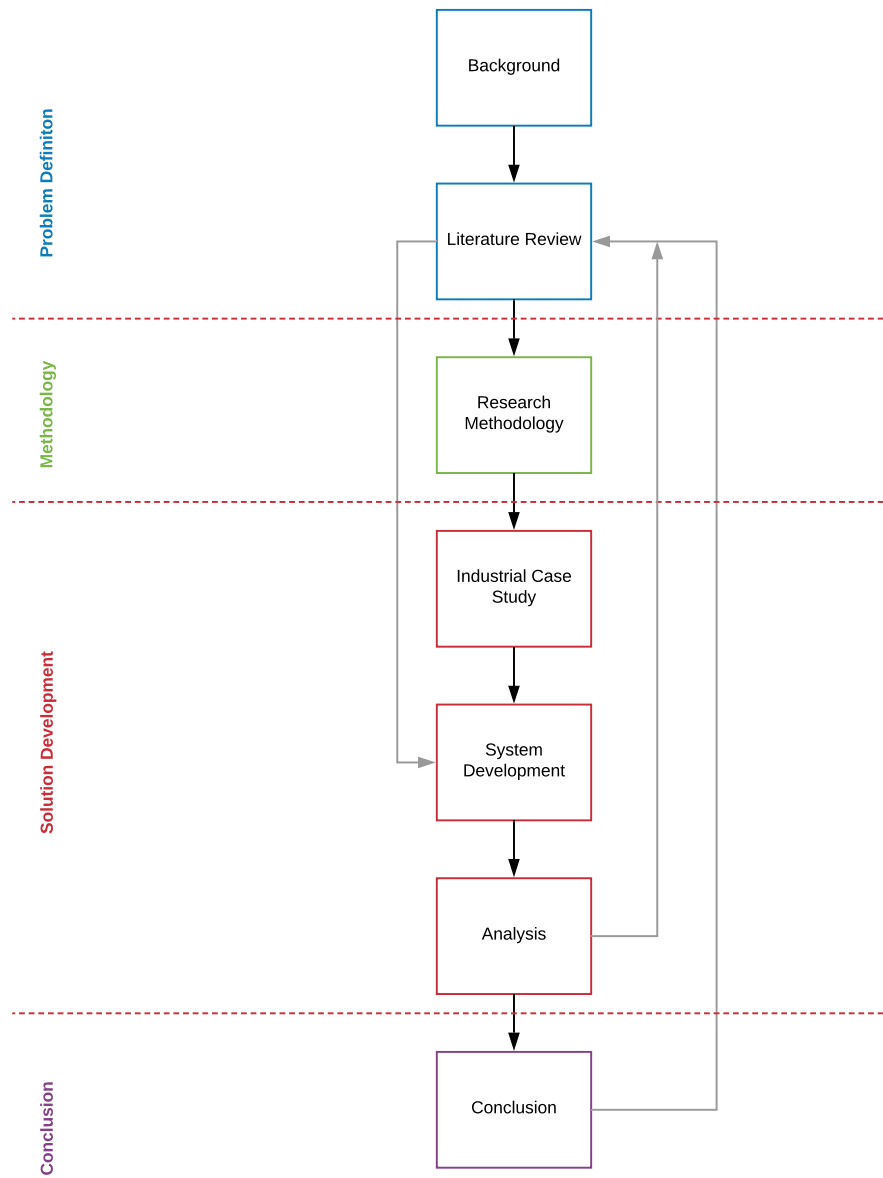 Background
Problem Definiton
Literature Review
Methodology
Research
Methodology
Industrial Case
Study
Solution Development
System
Development
Analysis
Conclusion
Conclusion